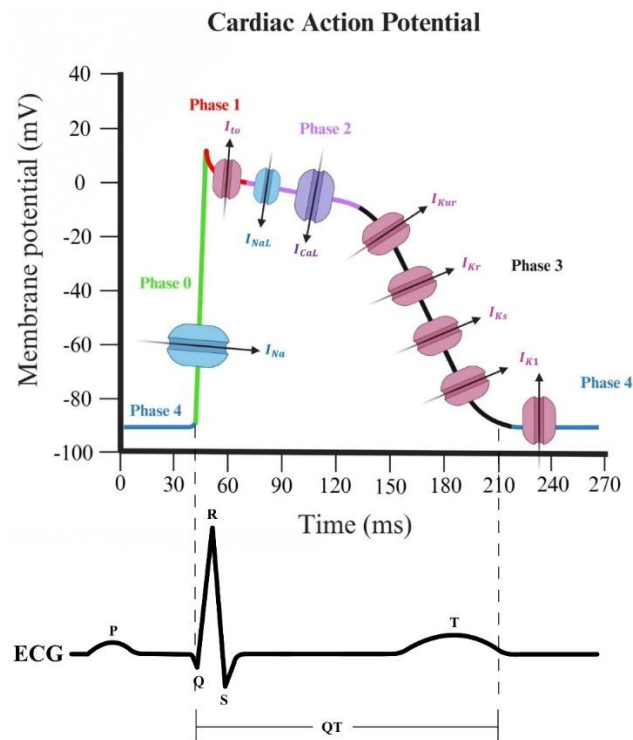 Cardiac Action Potential
Membrane potential (mV)
40
20
0
-20
-40
-60
-80
-100
Phase 1
Phase 2
I_to
I_NaL
I_CaL
I_Kur
Phase 0
I_Kr
Phase 3
I_Ks
I_Na
I_K1
Phase 4
Phase 4
0 30 60 90 120 150 180 210 240 270
Time (ms)
ECG
P
R
Q
S
T
QT